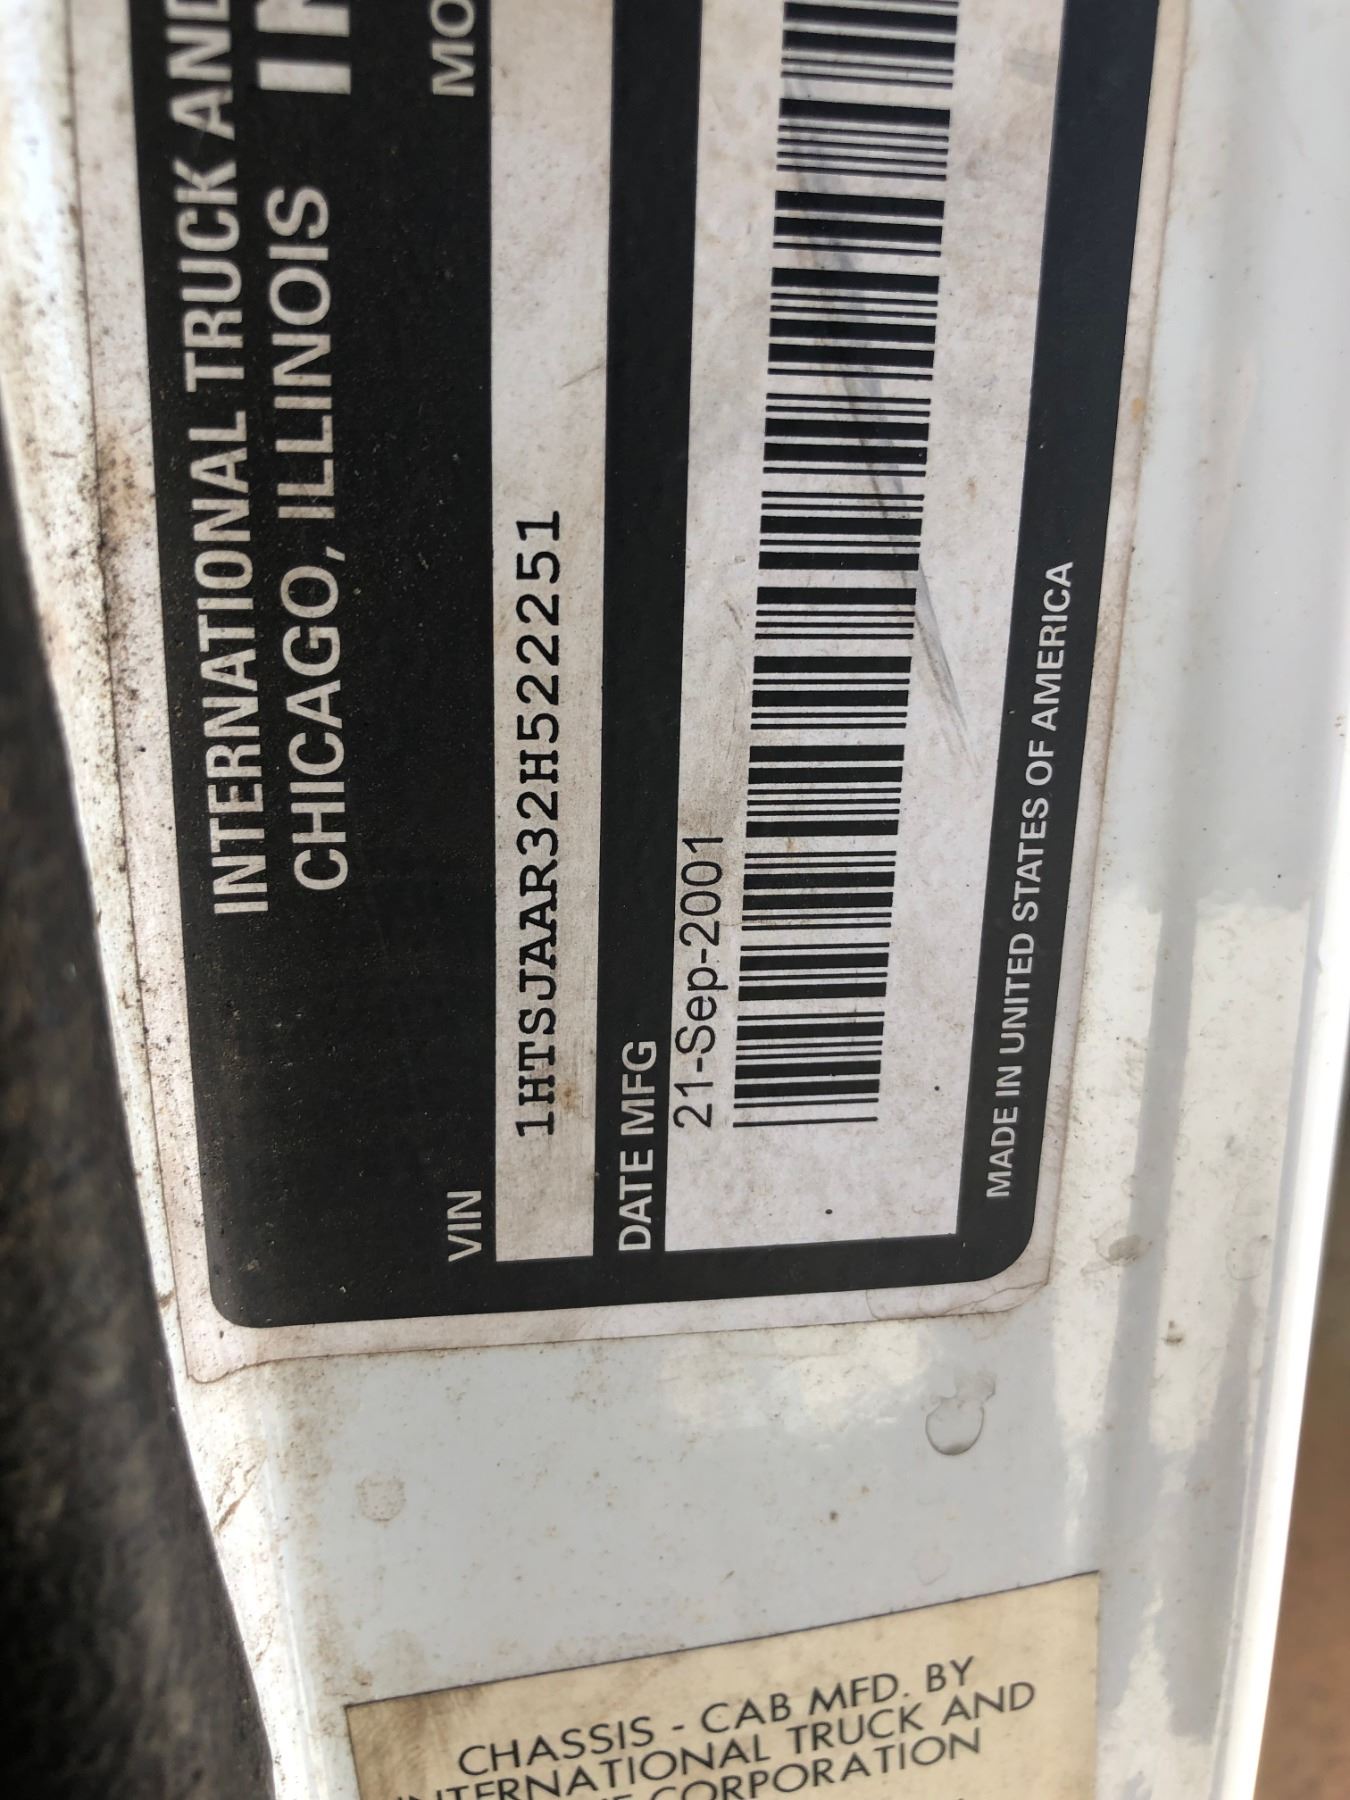 INTERNATIONAL TRUCK AND
CHICAGO, ILLINOIS
VIN
1HTSJAAR32H522251
DATE MFG
21-Sep-2001
MADE IN UNITED STATES OF AMERICA
CHASSIS - CAB MFD. BY
INTERNATIONAL TRUCK AND
CORPORATION